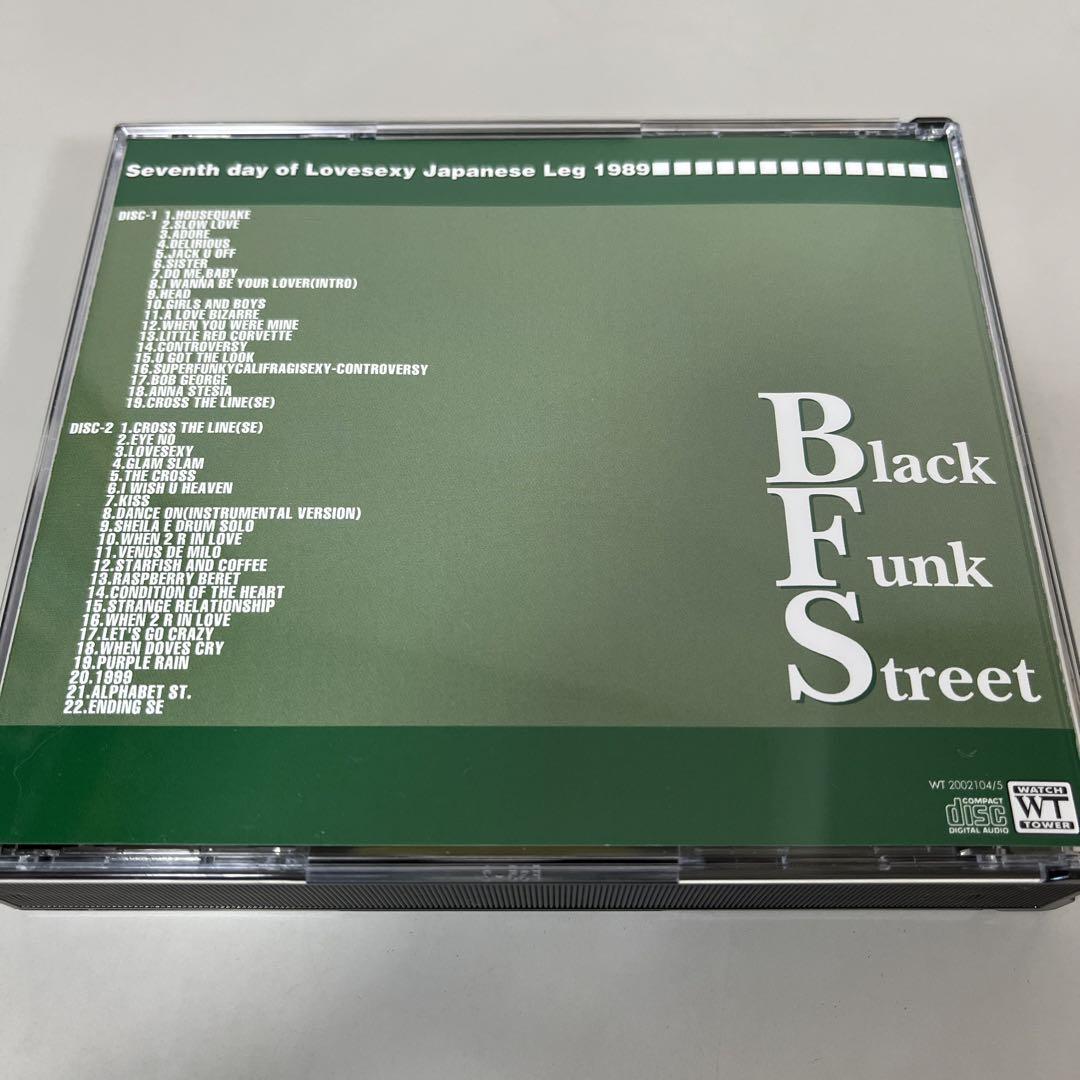 Seventh day of Lovesexy Japanese Leg 1989
DISC-1 1.HOUSEQUAKE
2.SLOW LOVE
3.ADORE
4.DELIRIOUS
5.JACK U OFF
6.SISTER
7.DO ME,BABY
8.I WANNA BE YOUR LOVER(INTRO)
9.HEAD
10.GIRLS AND BOYS
11.A LOVE BIZARRE
12.WHEN YOU WERE MINE
13.LITTLE RED CORVETTE
14.CONTROVERSY
15.U GOT THE LOOK
16.SUPERFUNKYCALIFRAGISEXY-CONTROVERSY
17.BOB GEORGE
18.ANNA STESIA
19.CROSS THE LINE(SE)
DISC-2 1.CROSS THE LINE(SE)
2.EYE NO
3.LOVESEXY
4.GLAM SLAM
5.THE CROSS
6.I WISH U HEAVEN
7.KISS
8.DANCE ON(INSTRUMENTAL VERSION)
9.SHEILA E DRUM SOLO
10.WHEN 2 R IN LOVE
11.VENUS DE MILO
12.STARFISH AND COFFEE
13.RASPBERRY BERET
14.CONDITION OF THE HEART
15.STRANGE RELATIONSHIP
16.WHEN 2 R IN LOVE
17.LET'S GO CRAZY
18.WHEN DOVES CRY
19.PURPLE RAIN
20.1999
21.ALPHABET ST.
22.ENDING SE
Black
Funk
Street
WT 2002104/5
COMPACT
disc
DIGITAL AUDIO
WATCH
WT
TOWER